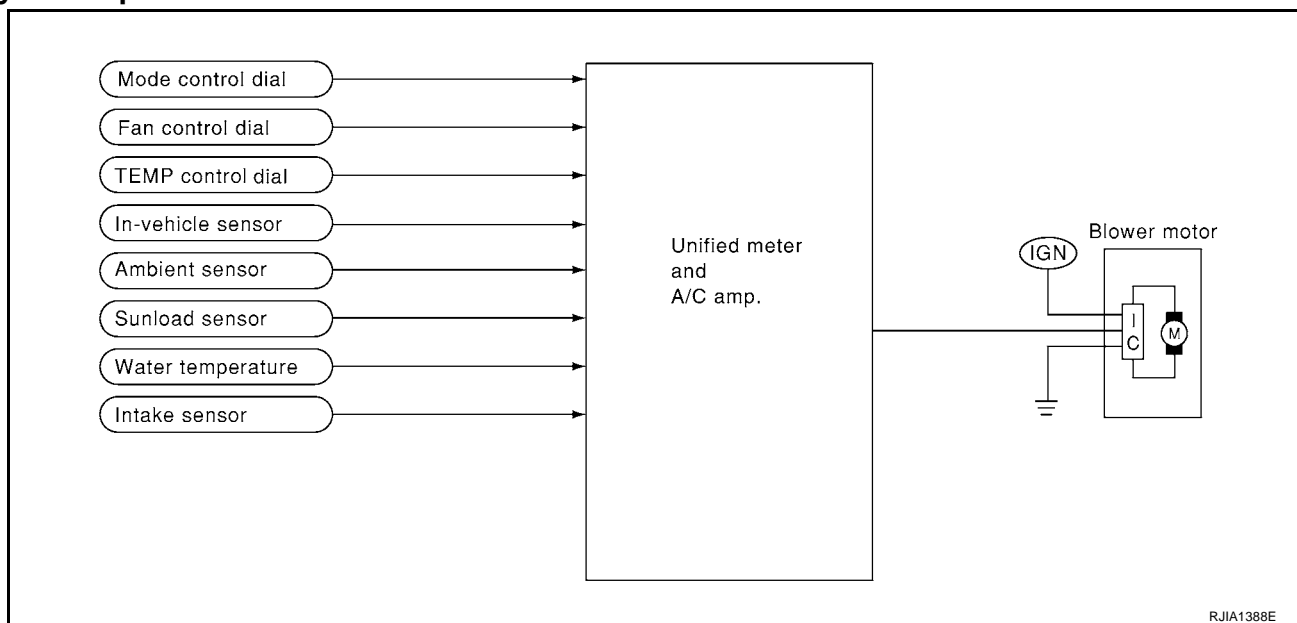 Mode control dial
Fan control dial
TEMP control dial
In-vehicle sensor
Ambient sensor
Sunload sensor
Water temperature
Intake sensor
Unified meter
and
A/C amp.
Blower motor
IGN
I
C
M
RJIA1388E